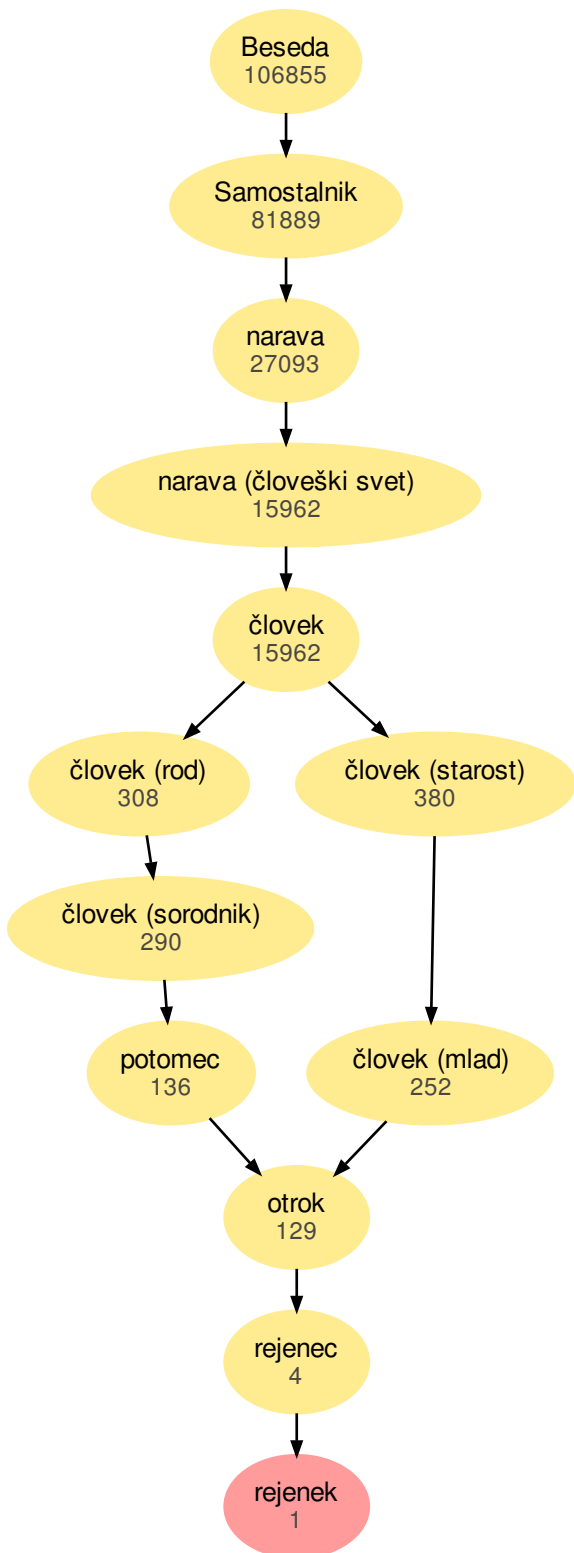 Beseda
106855
Samostalnik
81889
narava
27093
narava (človeški svet)
15962
človek
15962
človek (rod)
308
človek (starost)
380
človek (sorodnik)
290
potomec
136
človek (mlad)
252
otrok
129
rejenec
4
rejenek
1